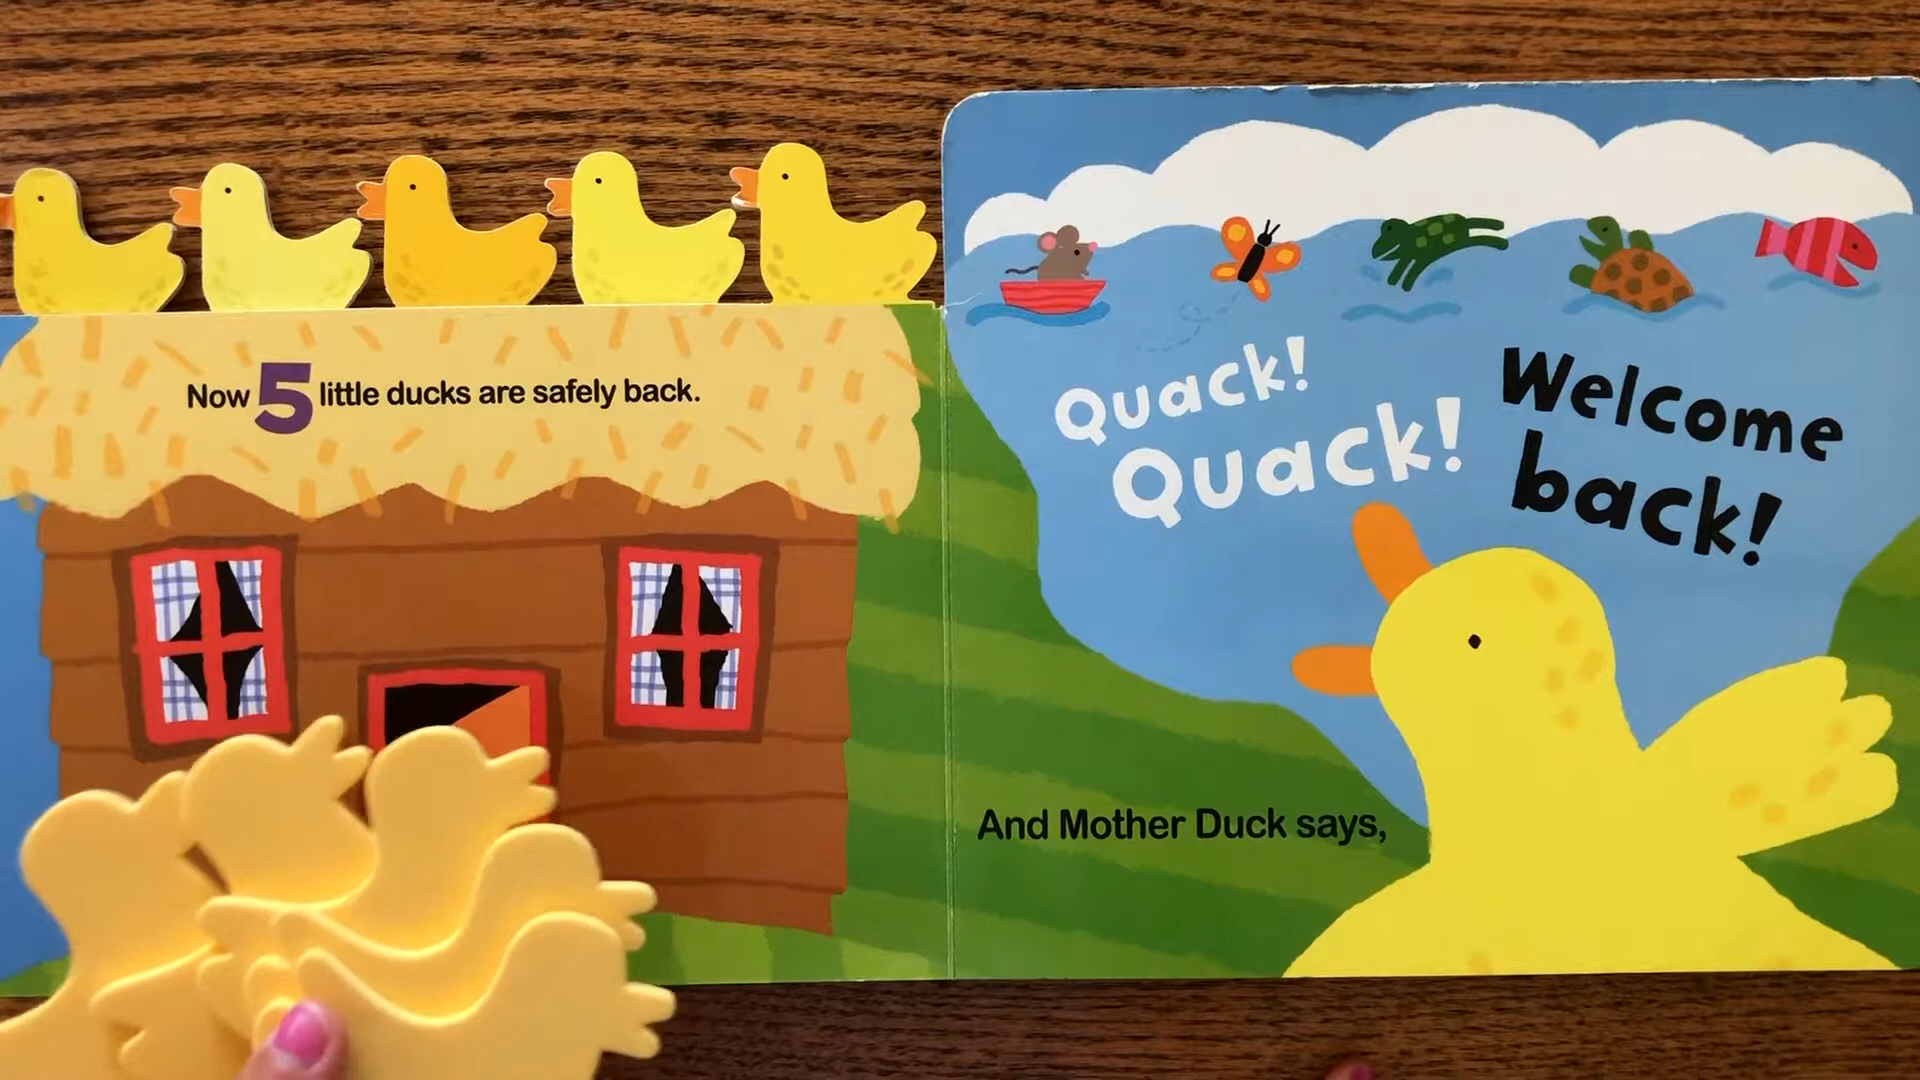 Now 5 little ducks are safely back.
And Mother Duck says,
Quack!
Quack!
Welcome
back!